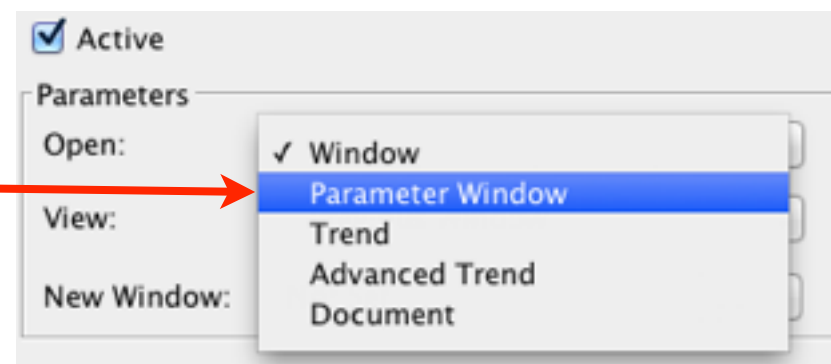 Active
Parameters
Open:
✓ Window
Parameter Window
View:
Trend
Advanced Trend
New Window:
Document